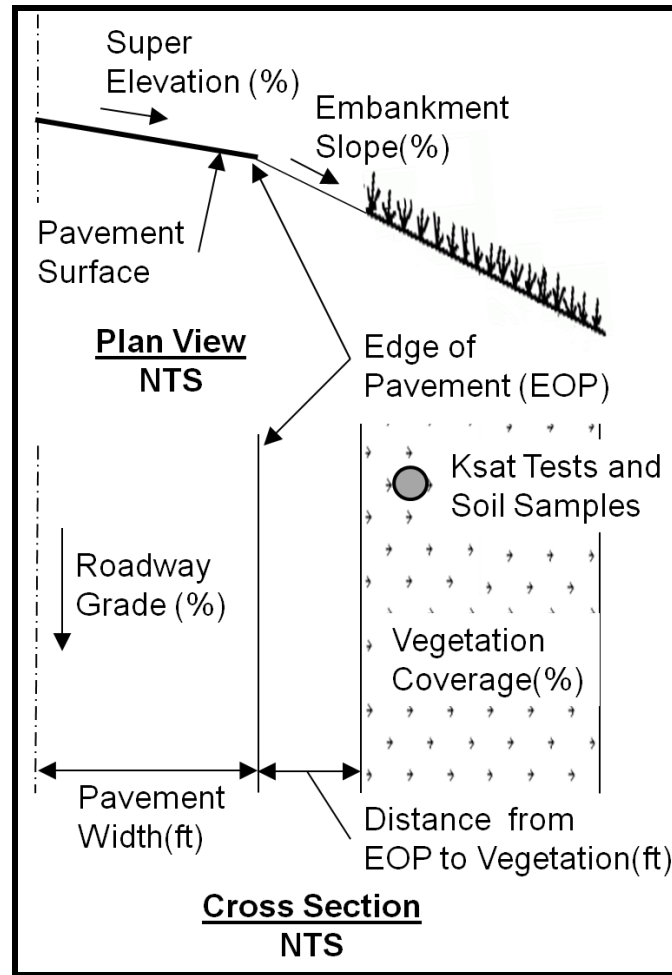 Super
Elevation (%)
Embankment
Slope(%)
Pavement
Surface
Plan View
NTS
Edge of
Pavement (EOP)
Ksat Tests and
Soil Samples
Roadway
Grade (%)
Vegetation
Coverage(%)
Pavement
Width(ft)
Distance from
EOP to Vegetation(ft)
Cross Section
NTS